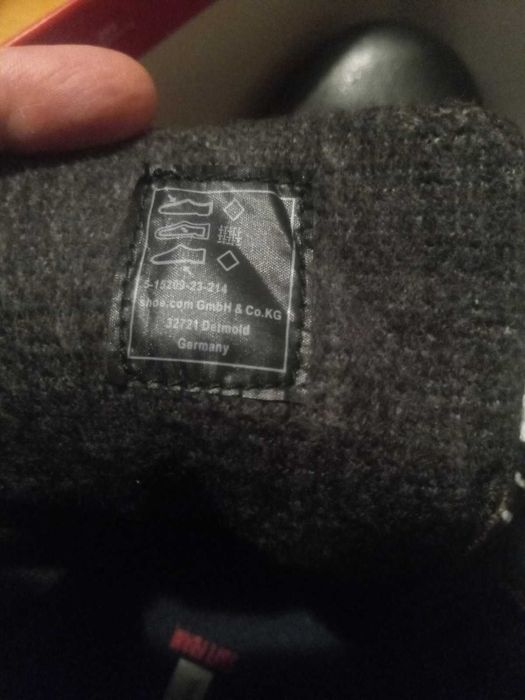 5-15209-23-214
shoe.com GmbH & Co.KG
32721 Detmold
Germany